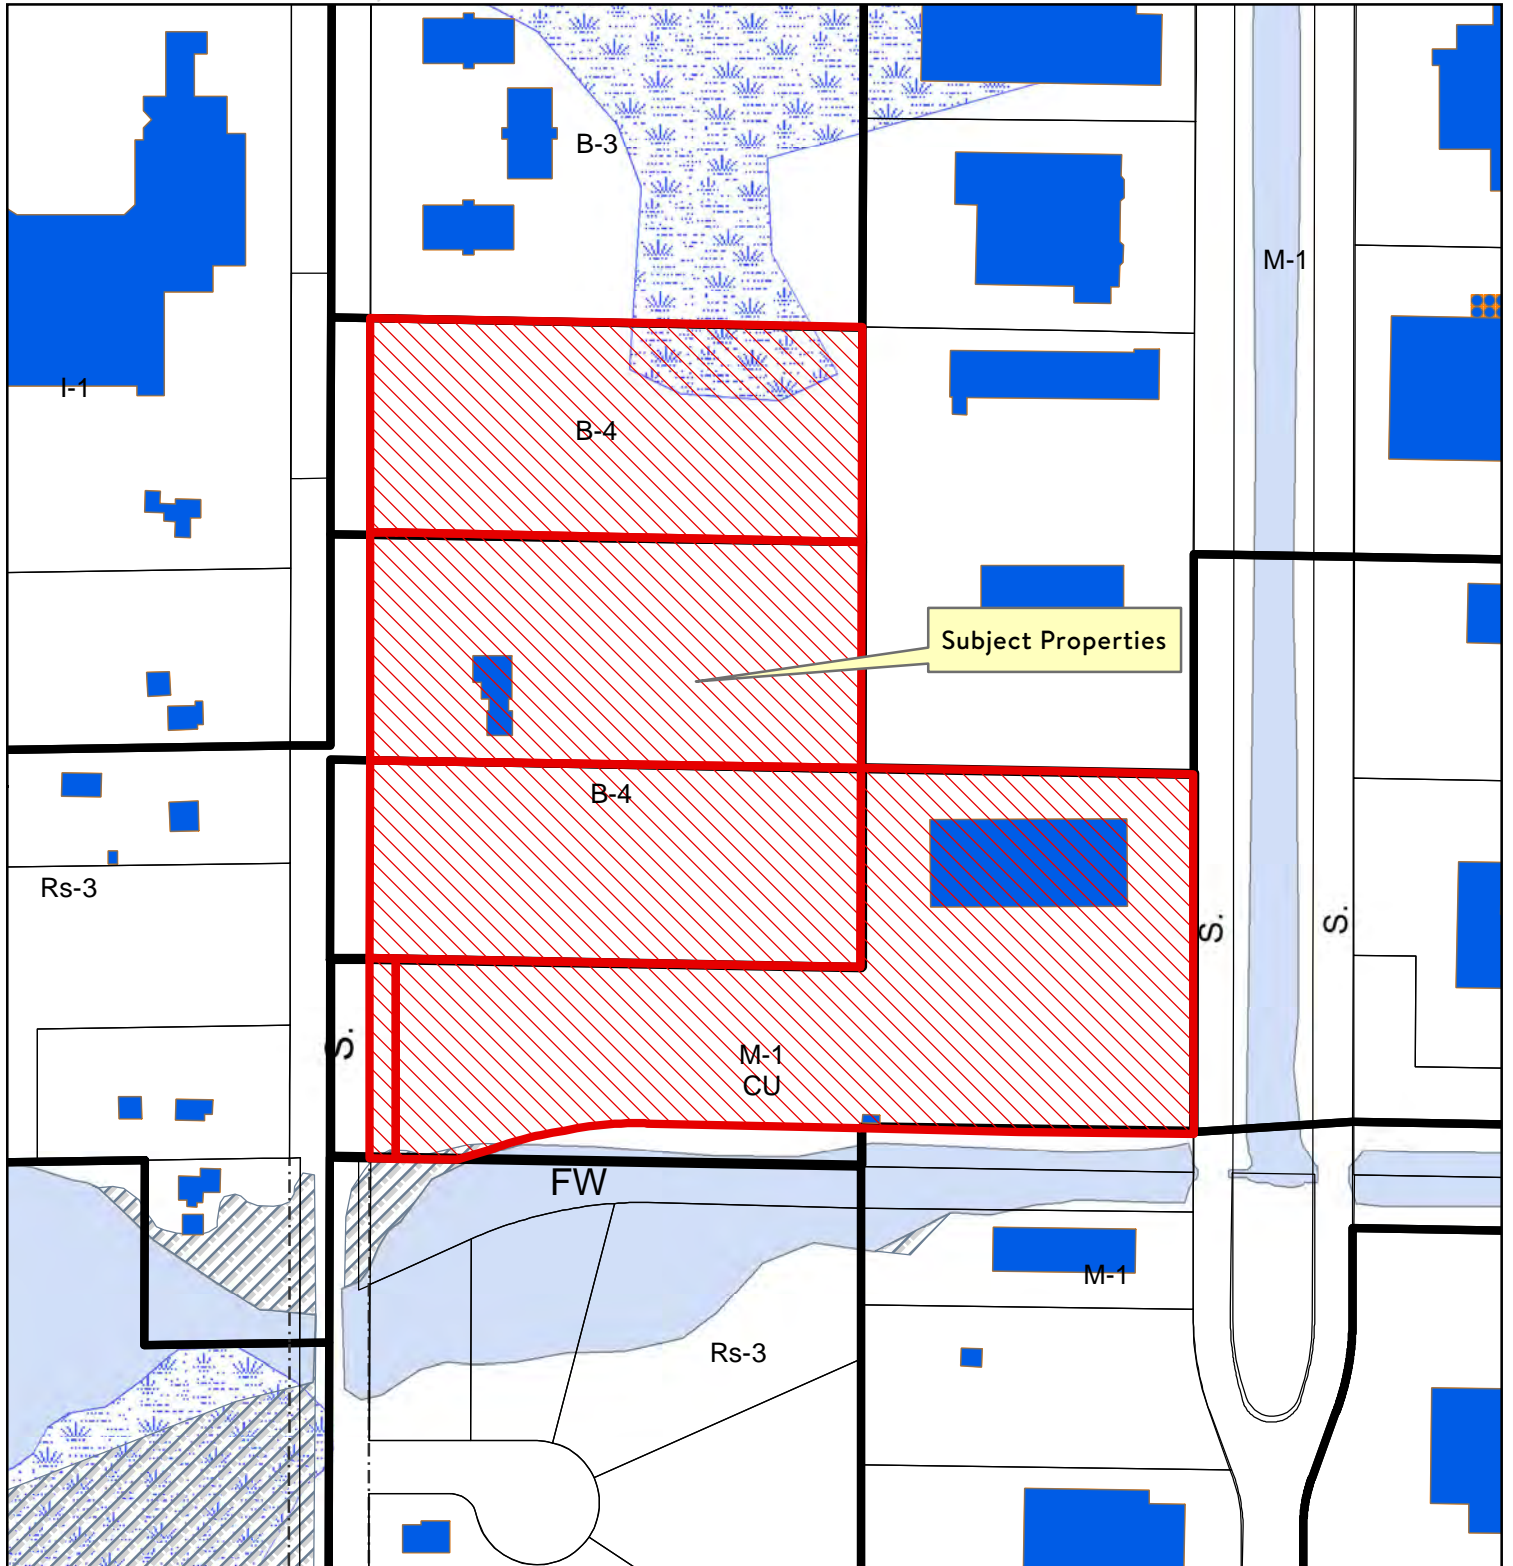 B-3
M-1
I-1
B-4
Subject Properties
B-4
Rs-3
S.
S.
S.
M-1
CU
FW
M-1
Rs-3